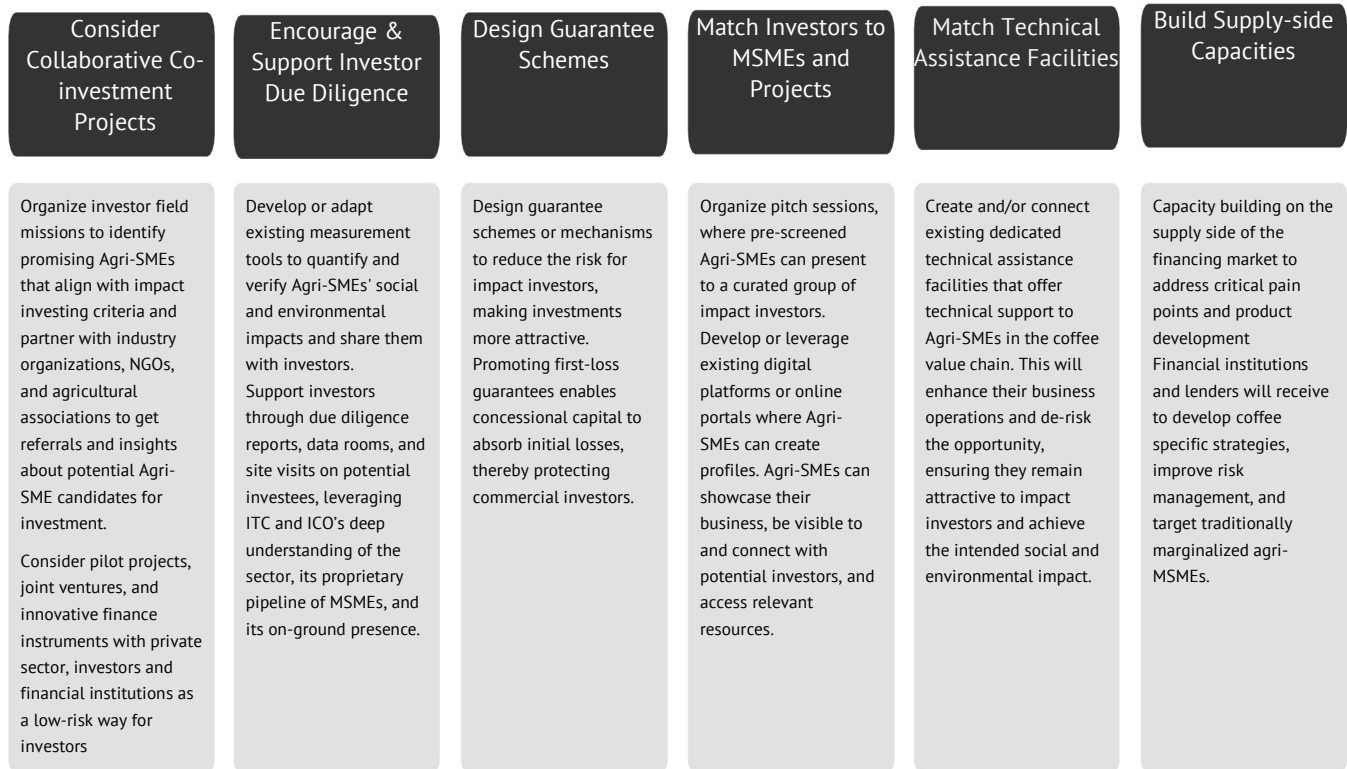 Consider
Collaborative Co-
investment
Projects
Organize investor field
missions to identify
promising Agri-SMEs
that align with impact
investing criteria and
partner with industry
organizations, NGOs,
and agricultural
associations to get
referrals and insights
about potential Agri-
SME candidates for
investment.
Consider pilot projects,
joint ventures, and
innovative finance
instruments with private
sector, investors and
financial institutions as
a low-risk way for
investors
Encourage &
Support Investor
Due Diligence
Develop or adapt
existing measurement
tools to quantify and
verify Agri-SMEs' social
and environmental
impacts and share them
with investors.
Support investors
through due diligence
reports, data rooms, and
site visits on potential
investees, leveraging
ITC and ICO’s deep
understanding of the
sector, its proprietary
pipeline of MSMEs, and
its on-ground presence.
Design Guarantee
Schemes
Design guarantee
schemes or mechanisms
to reduce the risk for
impact investors,
making investments
more attractive.
Promoting first-loss
guarantees enables
concessional capital to
absorb initial losses,
thereby protecting
commercial investors.
Match Investors to
MSMEs and
Projects
Organize pitch sessions,
where pre-screened
Agri-SMEs can present
to a curated group of
impact investors.
Develop or leverage
existing digital
platforms or online
portals where Agri-
SMEs can create
profiles. Agri-SMEs can
showcase their
business, be visible to
and connect with
potential investors, and
access relevant
resources.
Match Technical
Assistance Facilities
Create and/or connect
existing dedicated
technical assistance
facilities that offer
technical support to
Agri-SMEs in the coffee
value chain. This will
enhance their business
operations and de-risk
the opportunity,
ensuring they remain
attractive to impact
investors and achieve
the intended social and
environmental impact.
Build Supply-side
Capacities
Capacity building on the
supply side of the
financing market to
address critical pain
points and product
development
Financial institutions
and lenders will receive
to develop coffee
specific strategies,
improve risk
management, and
target traditionally
marginalized agri-
MSMEs.